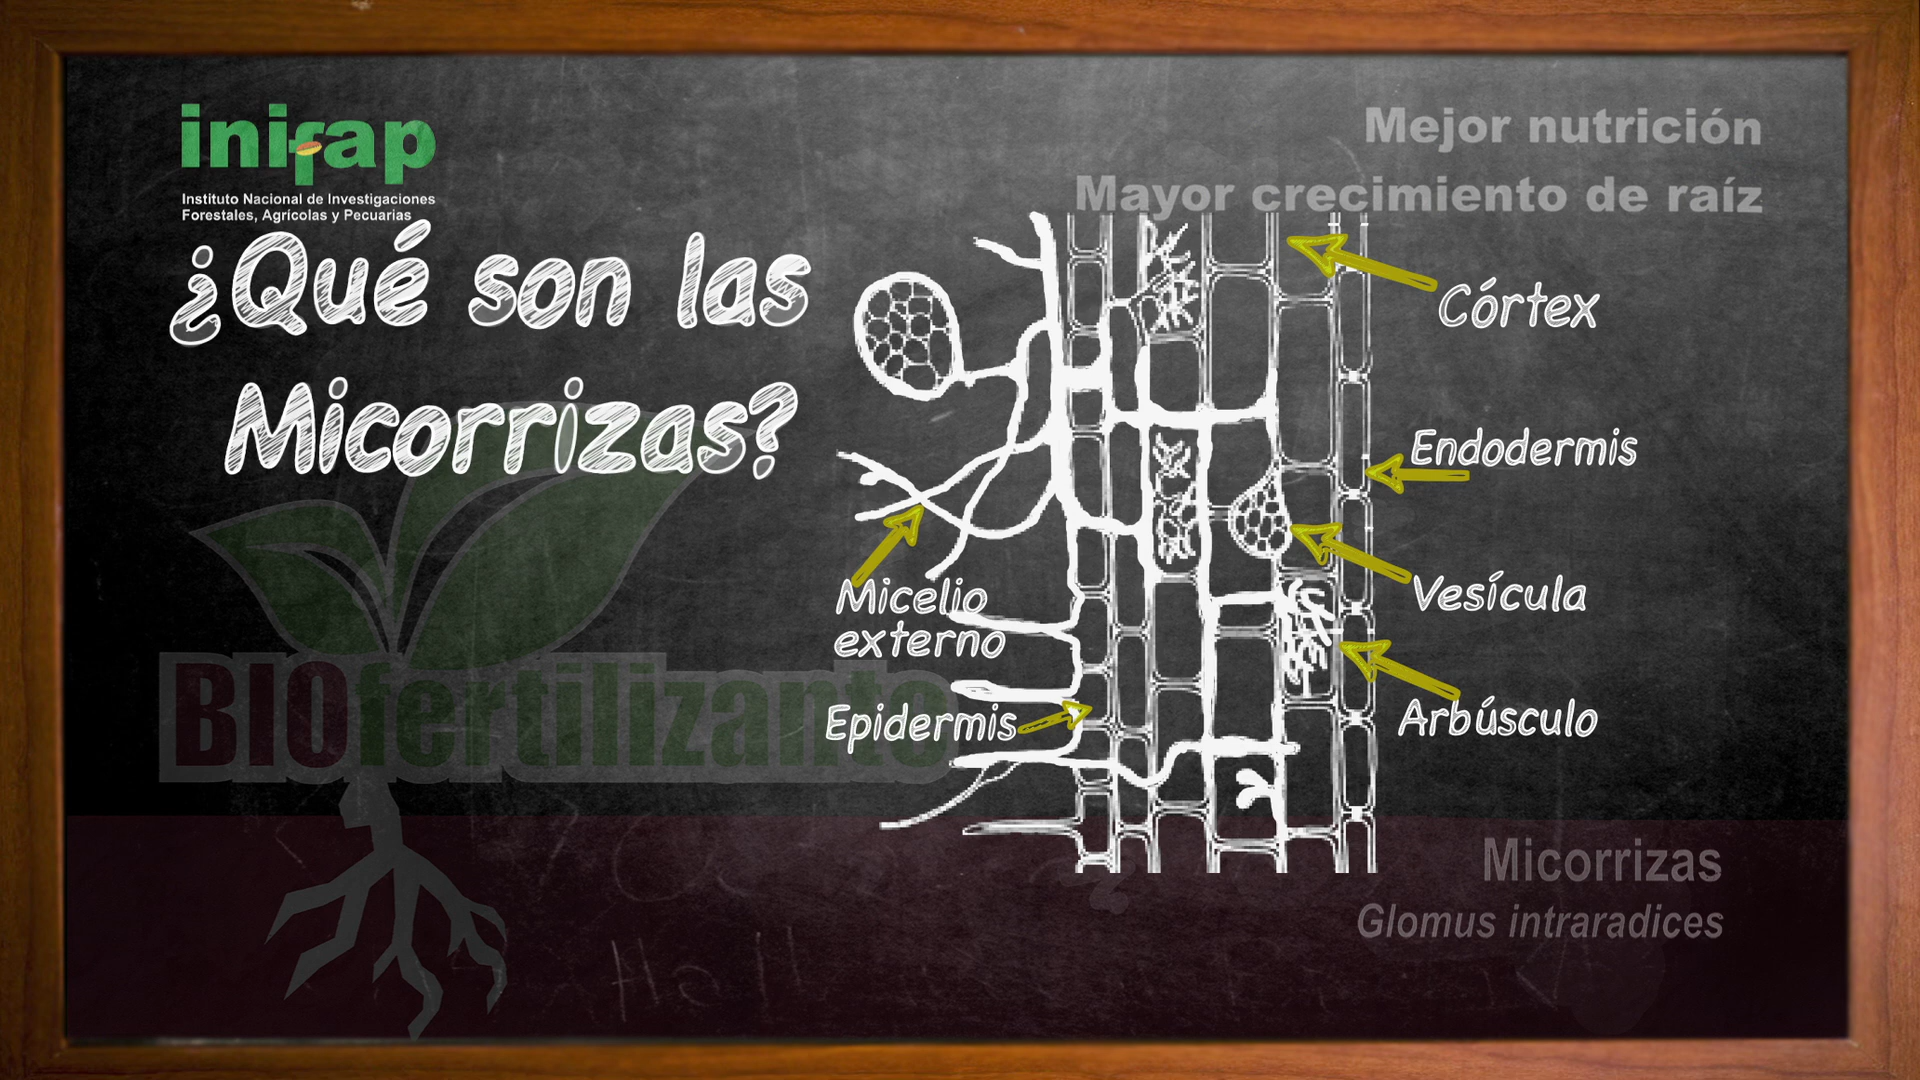 inifap
Instituto Nacional de Investigaciones
Forestales, Agrícolas y Pecuarias
¿Qué son las
Micorrizas?
Mejor nutrición
Mayor crecimiento de raíz
Córtex
Endodermis
Vesícula
Arbúsculo
Micelio
externo
Epidermis
BIOfertilizante
Micorrizas
Glomus intraradices